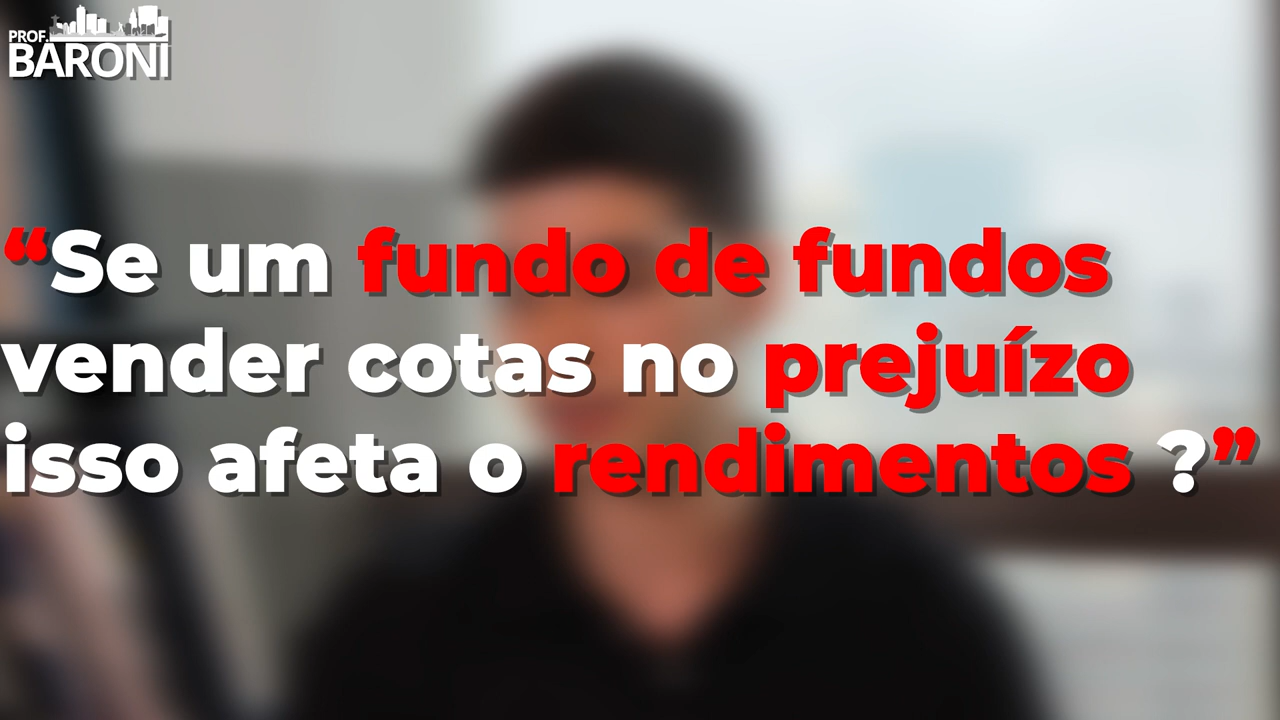 PROF.
BARONI
“Se um fundo de fundos
vender cotas no prejuízo
isso afeta o rendimentos ?”